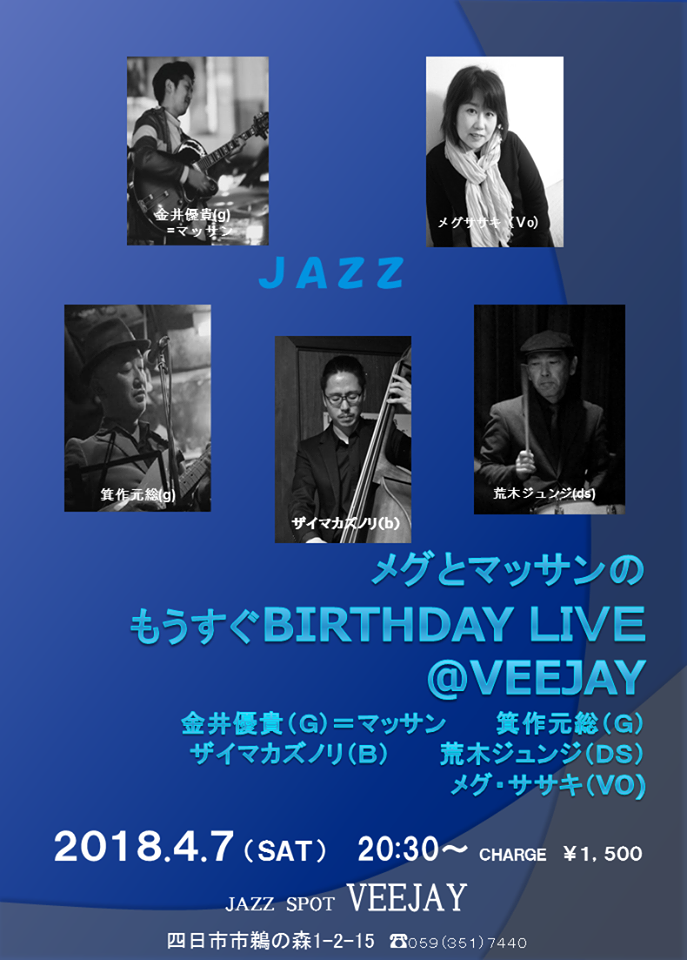 金井優貴(g)
=マッサン
メグササキ（Vo）
JAZZ
箕作元総(g)
ザイマカズノリ(b)
荒木ジュンジ(ds)
メグとマッサンの
もうすぐBIRTHDAY LIVE
@VEEJAY
金井優貴（G）＝マッサン　　箕作元総（G）
ザイマカズノリ（B）　　荒木ジュンジ（DS）
メグ・ササキ（VO)
2018.4.7（SAT）　20:30～ CHARGE ￥1,500
JAZZ SPOT VEEJAY
四日市市鵜の森1-2-15 ☎059(351)7440